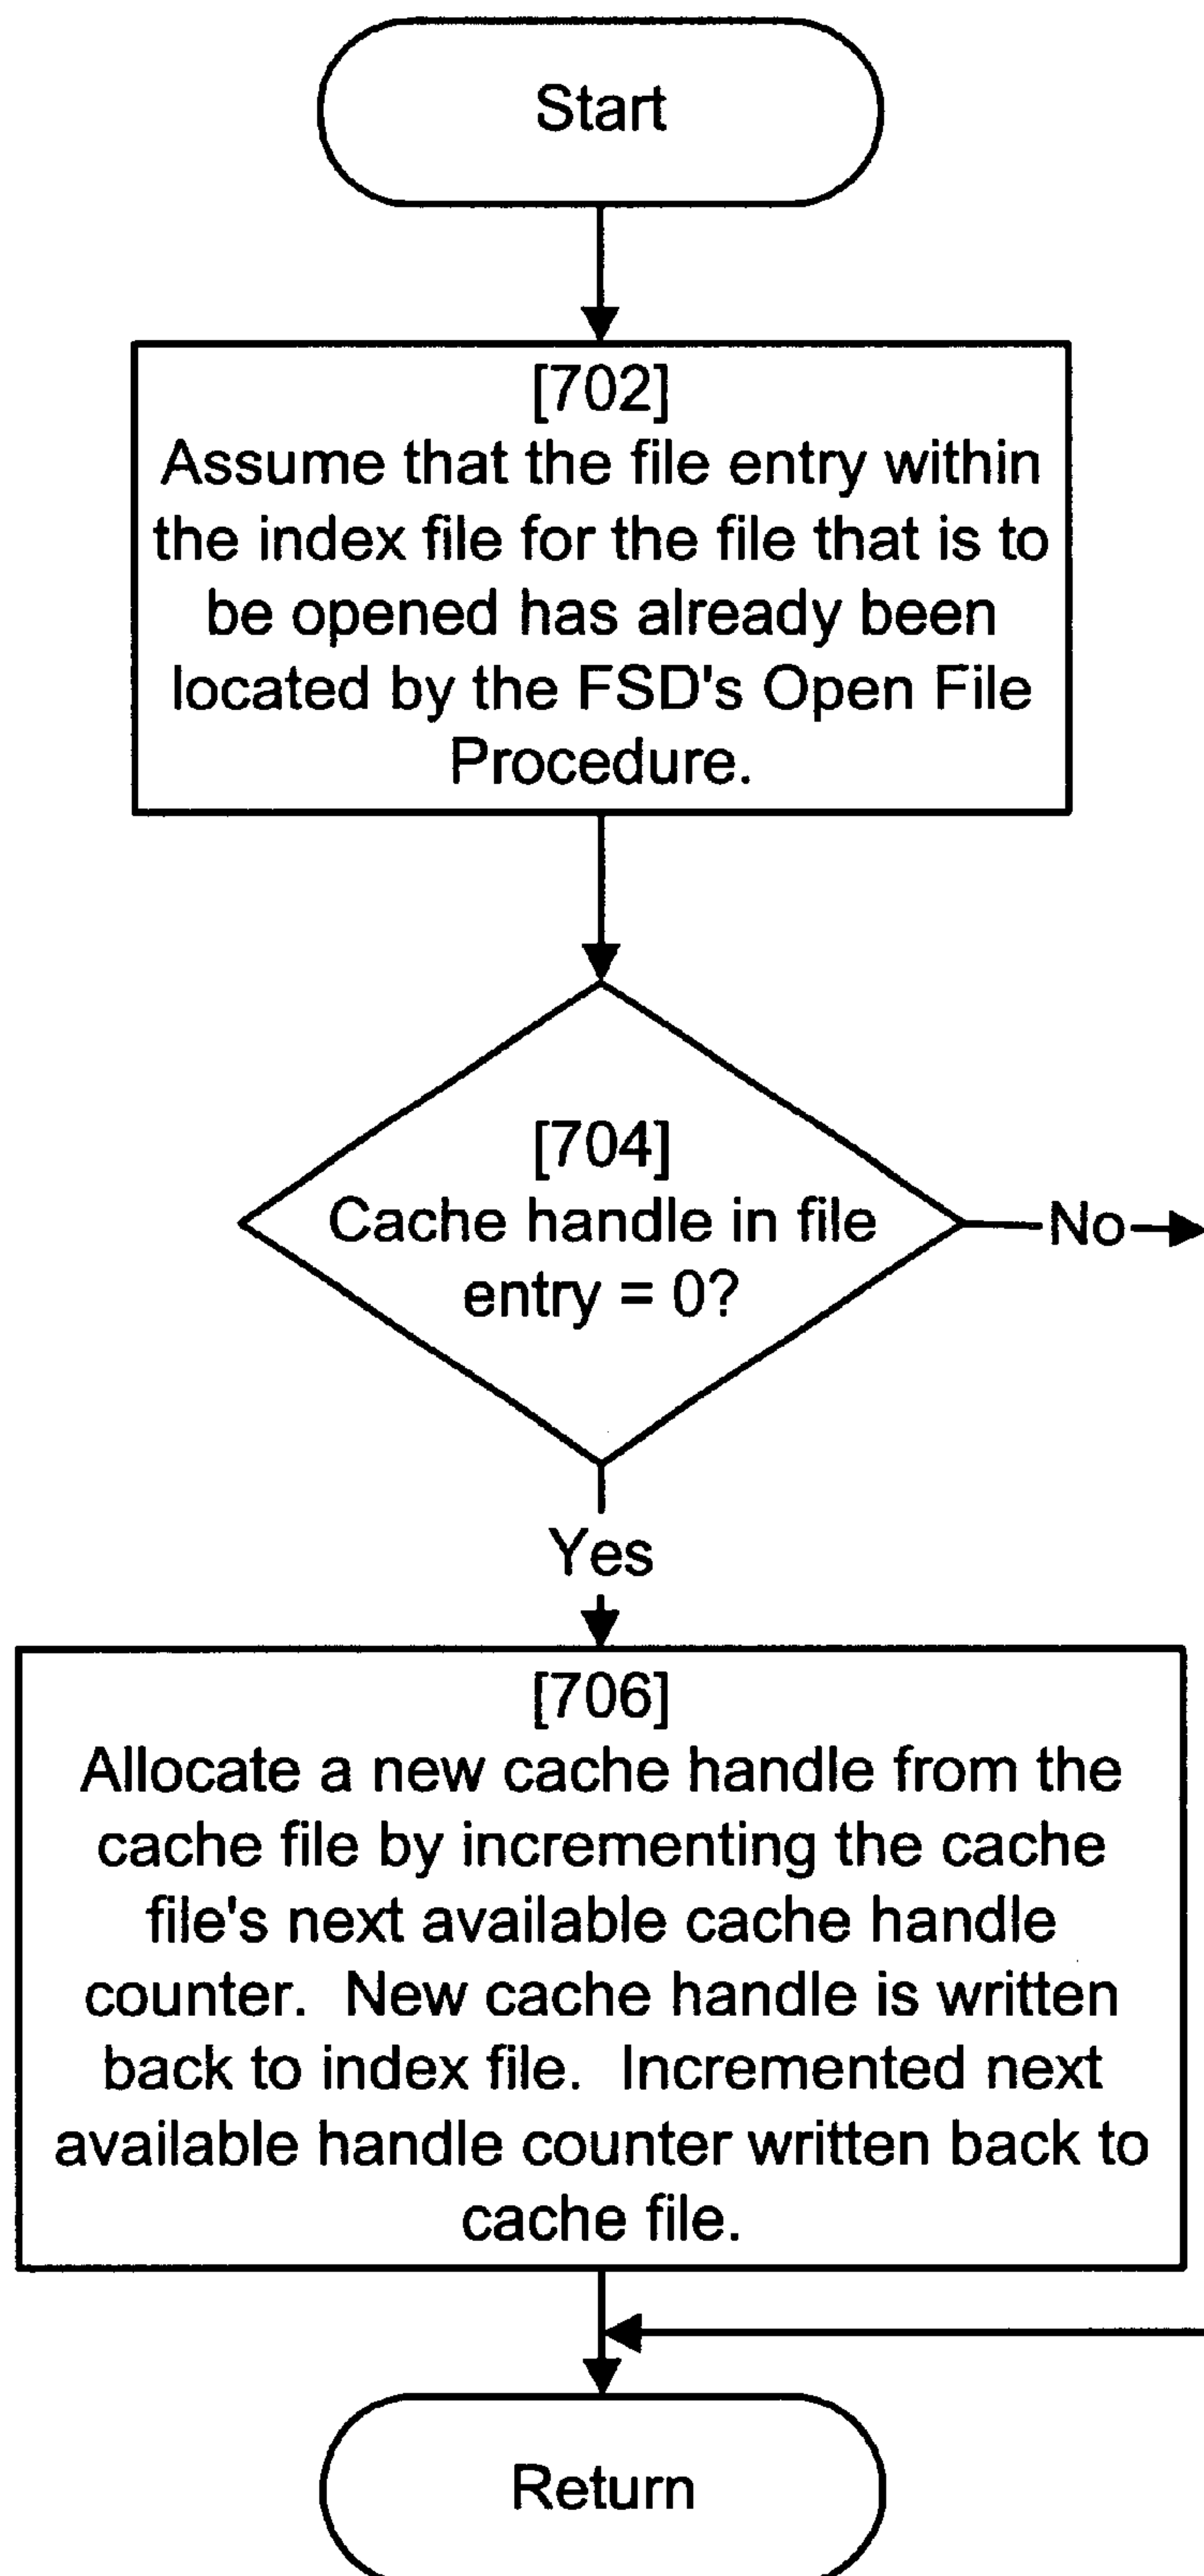 Start
[702]
Assume that the file entry within
the index file for the file that is to
be opened has already been
located by the FSD's Open File
Procedure.
[704]
Cache handle in file
entry = 0?
No
Yes
[706]
Allocate a new cache handle from the
cache file by incrementing the cache
file's next available cache handle
counter.  New cache handle is written
back to index file.  Incremented next
available handle counter written back to
cache file.
Return